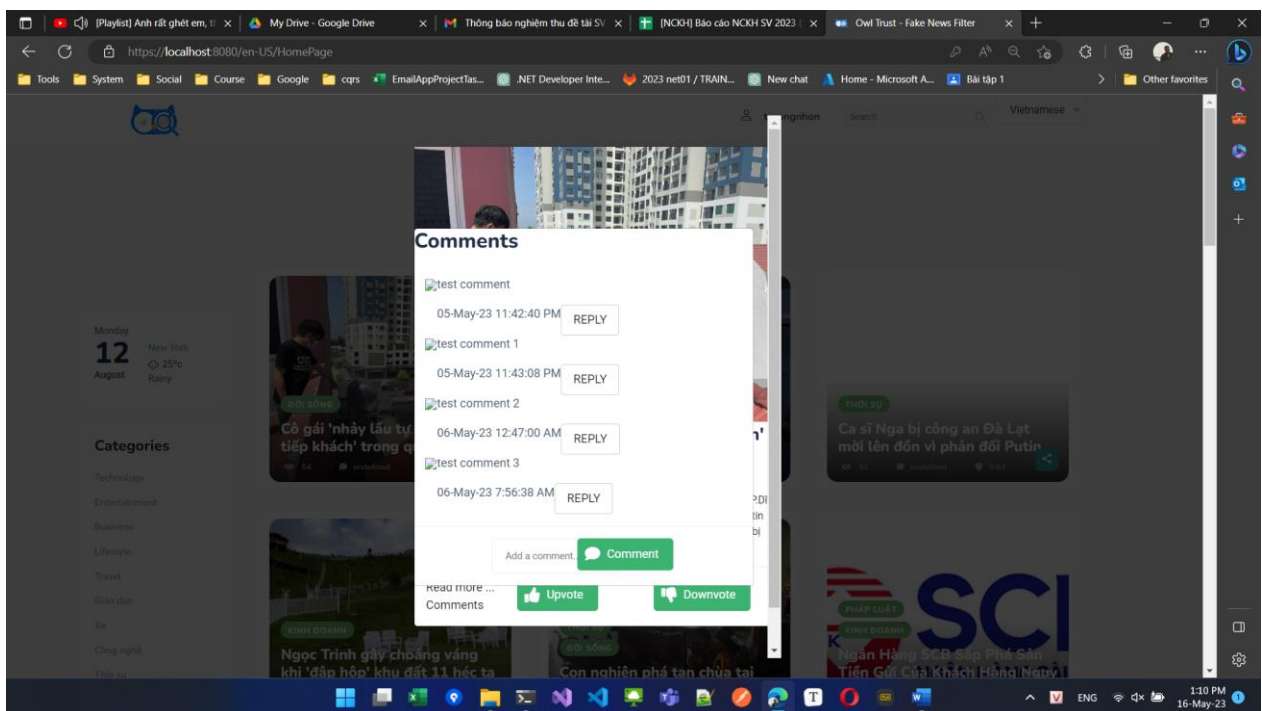 [Playlist] Anh rất ghét em, ti
My Drive - Google Drive
Thông báo nghiệm thu đề tài SV
[NCKH] Báo cáo NCKH SV 2023
Owl Trust - Fake News Filter
https://localhost:8080/en-US/HomePage
Tools
System
Social
Course
Google
cqrs
EmailAppProjectTas...
.NET Developer Inte...
2023 net01 / TRAIN...
New chat
Home - Microsoft A...
Bài tập 1
Other favorites
ngnhon
Search
Vietnamese
Comments
test comment
05-May-23 11:42:40 PM
REPLY
test comment 1
05-May-23 11:43:08 PM
REPLY
test comment 2
06-May-23 12:47:00 AM
REPLY
test comment 3
06-May-23 7:56:38 AM
REPLY
Add a comment..
Comment
Read more ...
Comments
Upvote
Downvote
Monday
12
August
New York
25°c
Rainy
Categories
Technology
Entertainment
Business
Lifestyle
Travel
Giáo dục
Xe
Công nghệ
Thời sự
ĐỜI SỐNG
Cô gái 'nhảy lầu tự
tiếp khách' trong q
54
undefined
THỜI SỰ
Ca sĩ Nga bị công an Đà Lạt
mời lên đồn vì phản đối Putin
undefined
KINH DOANH
Ngọc Trinh gây choáng váng
khi 'đập hộp' khu đất 11 héc ta
ĐỜI SỐNG
Con nghiện phá tan chùa tại
SC
PHÁP LUẬT
KINH DOANH
Ngân Hàng SCB Sắp Phá Sản
Tiền Gửi Của Khách Hàng Nguy
ENG
1:10 PM
16-May-23